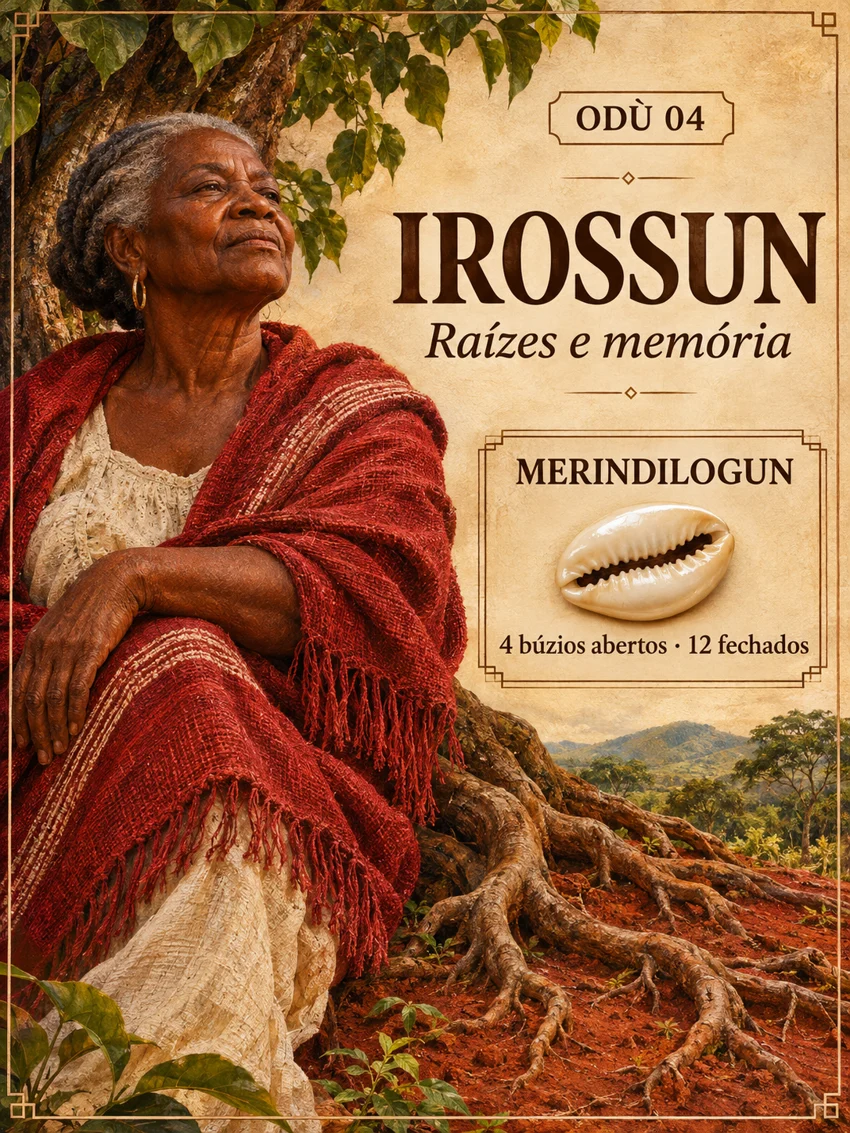 ODÙ 04
IROSSUN
Raízes e memória
MERINDILOGUN
4 búzios abertos · 12 fechados